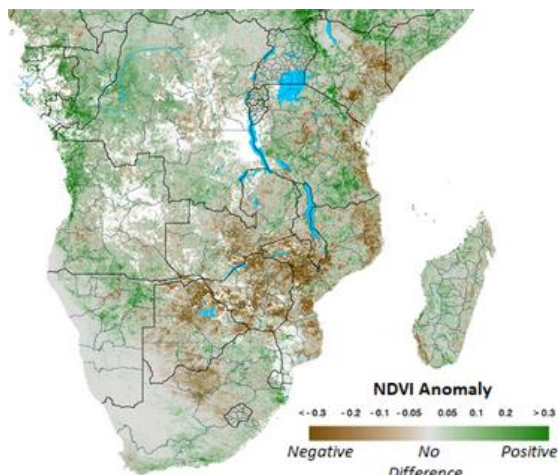 NDVI Anomaly
<-0.3 -0.2 -0.1 -0.05 0.05 0.1 0.2 >0.3
Negative No Positive
Difference